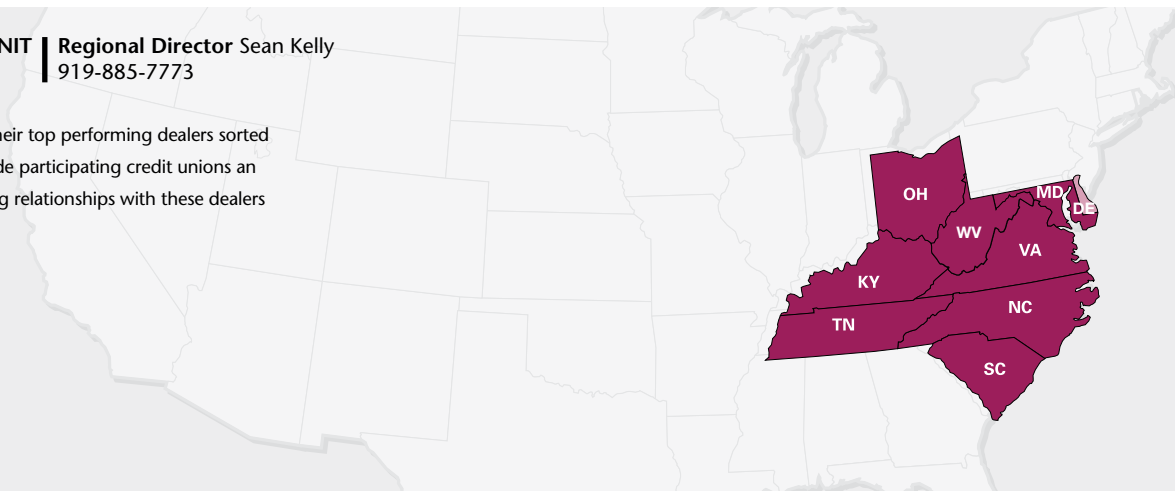 NIT | Regional Director Sean Kelly
919-885-7773
heir top performing dealers sorted
de participating credit unions an
g relationships with these dealers
OH
MD
DE
WV
VA
KY
NC
TN
SC